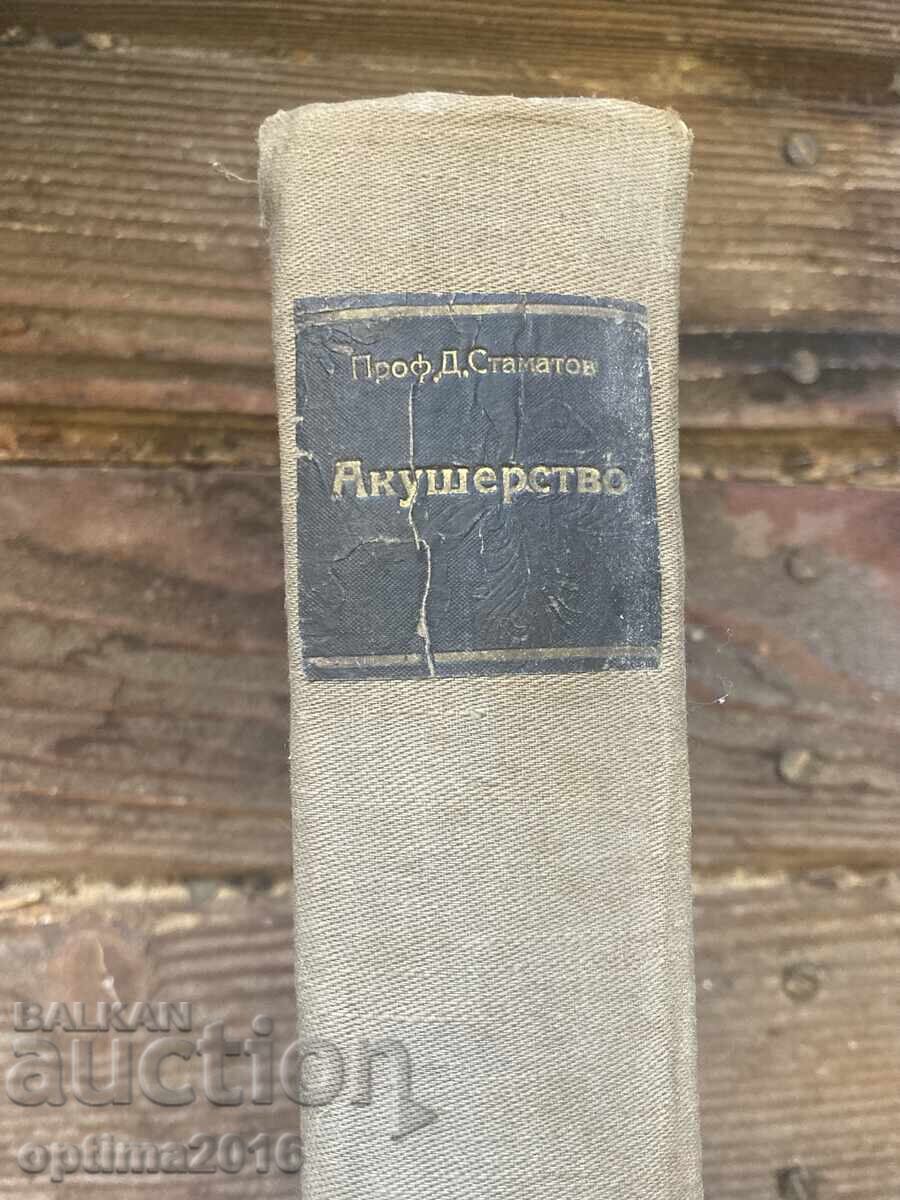 Проф. Д. Стаматов
Акушерство
BALKAN
auction
optima2016